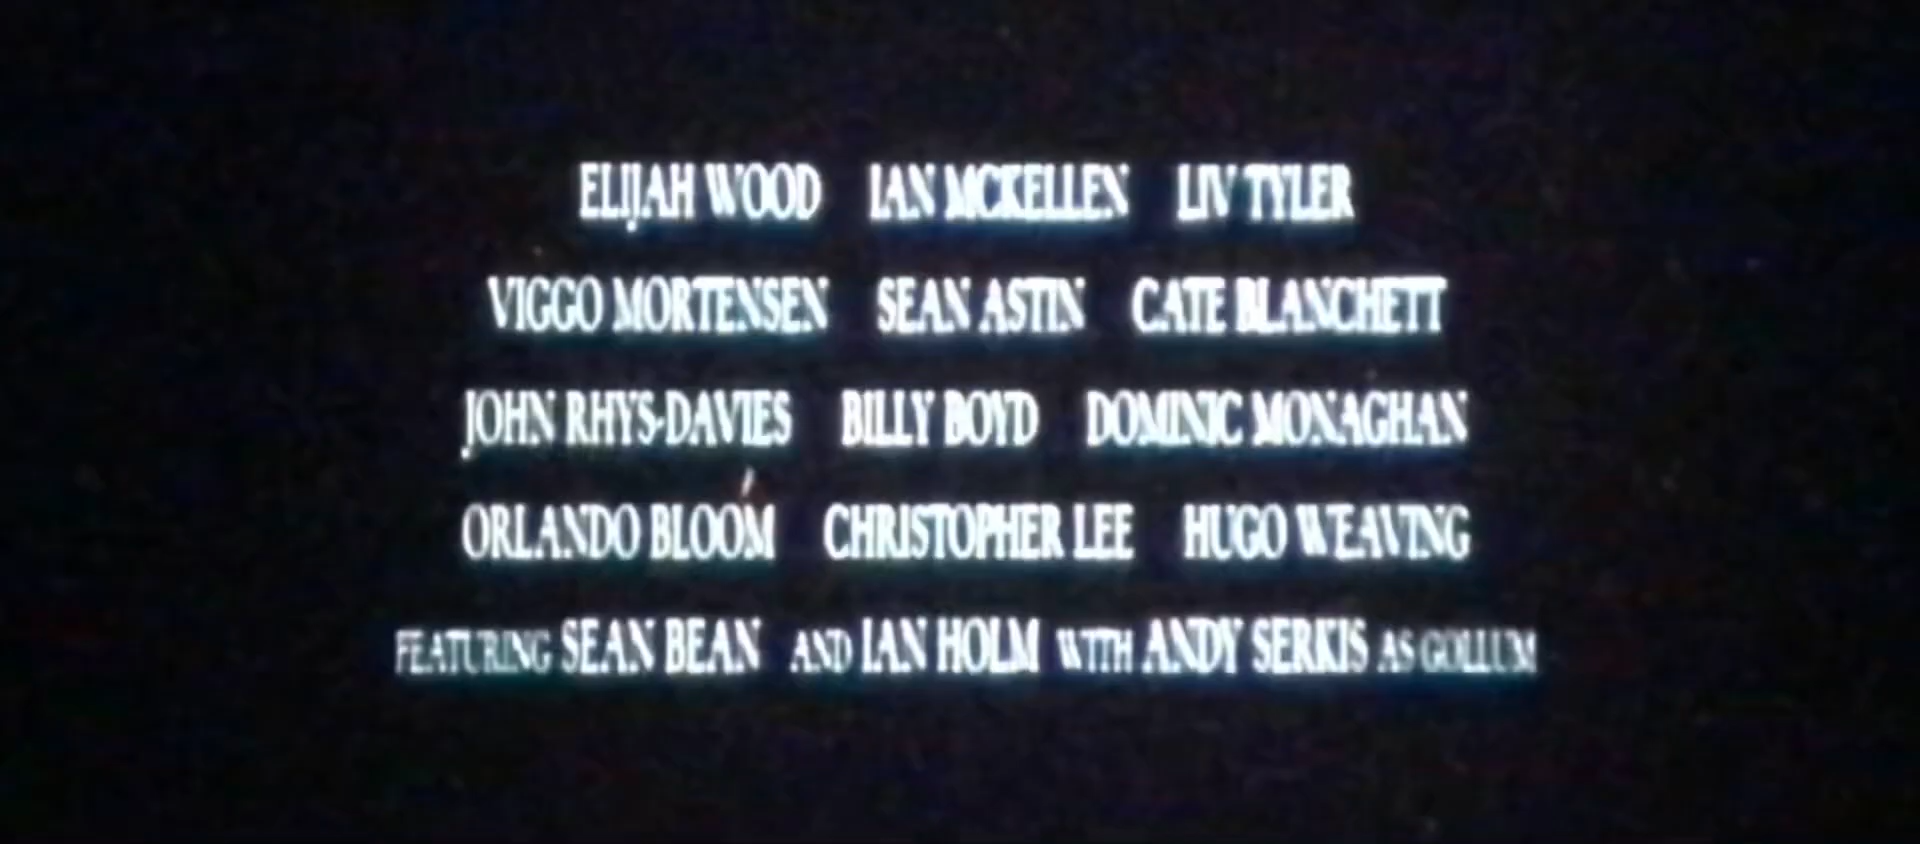 ELIJAH WOOD IAN MCKELLEN LIV TYLER
VIGGO MORTENSEN SEAN ASTIN CATE BLANCHETT
JOHN RHYS-DAVIES BILLY BOYD DOMINIC MONAGHAN
ORLANDO BLOOM CHRISTOPHER LEE HUGO WEAVING
FEATURING SEAN BEAN AND IAN HOLM WITH ANDY SERKIS AS GOLLUM